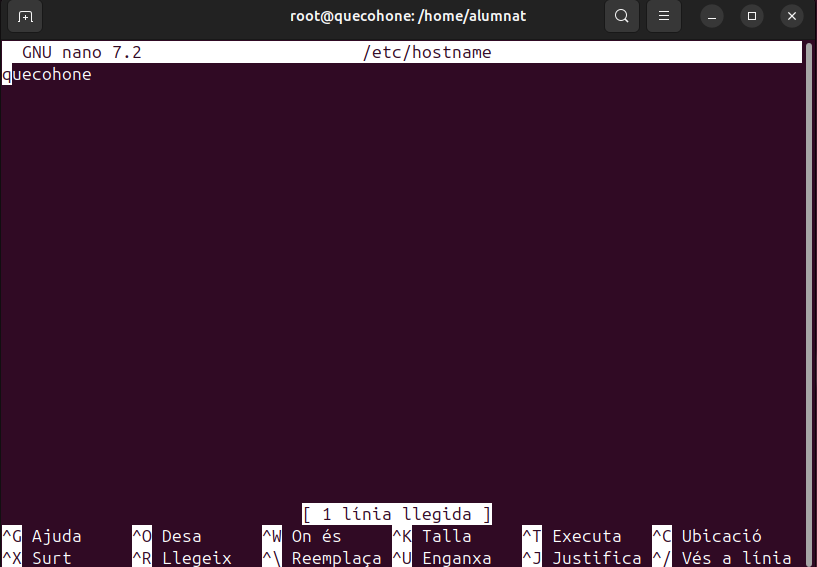 root@quecohone: /home/alumnat
GNU nano 7.2 /etc/hostname
quecohone
[ 1 línia llegida ]
^G Ajuda ^O Desa ^W On és ^K Talla ^T Executa ^C Ubicació
^X Surt ^R Llegeix ^\ Reemplaça ^U Enganxa ^J Justifica ^/ Vés a línia